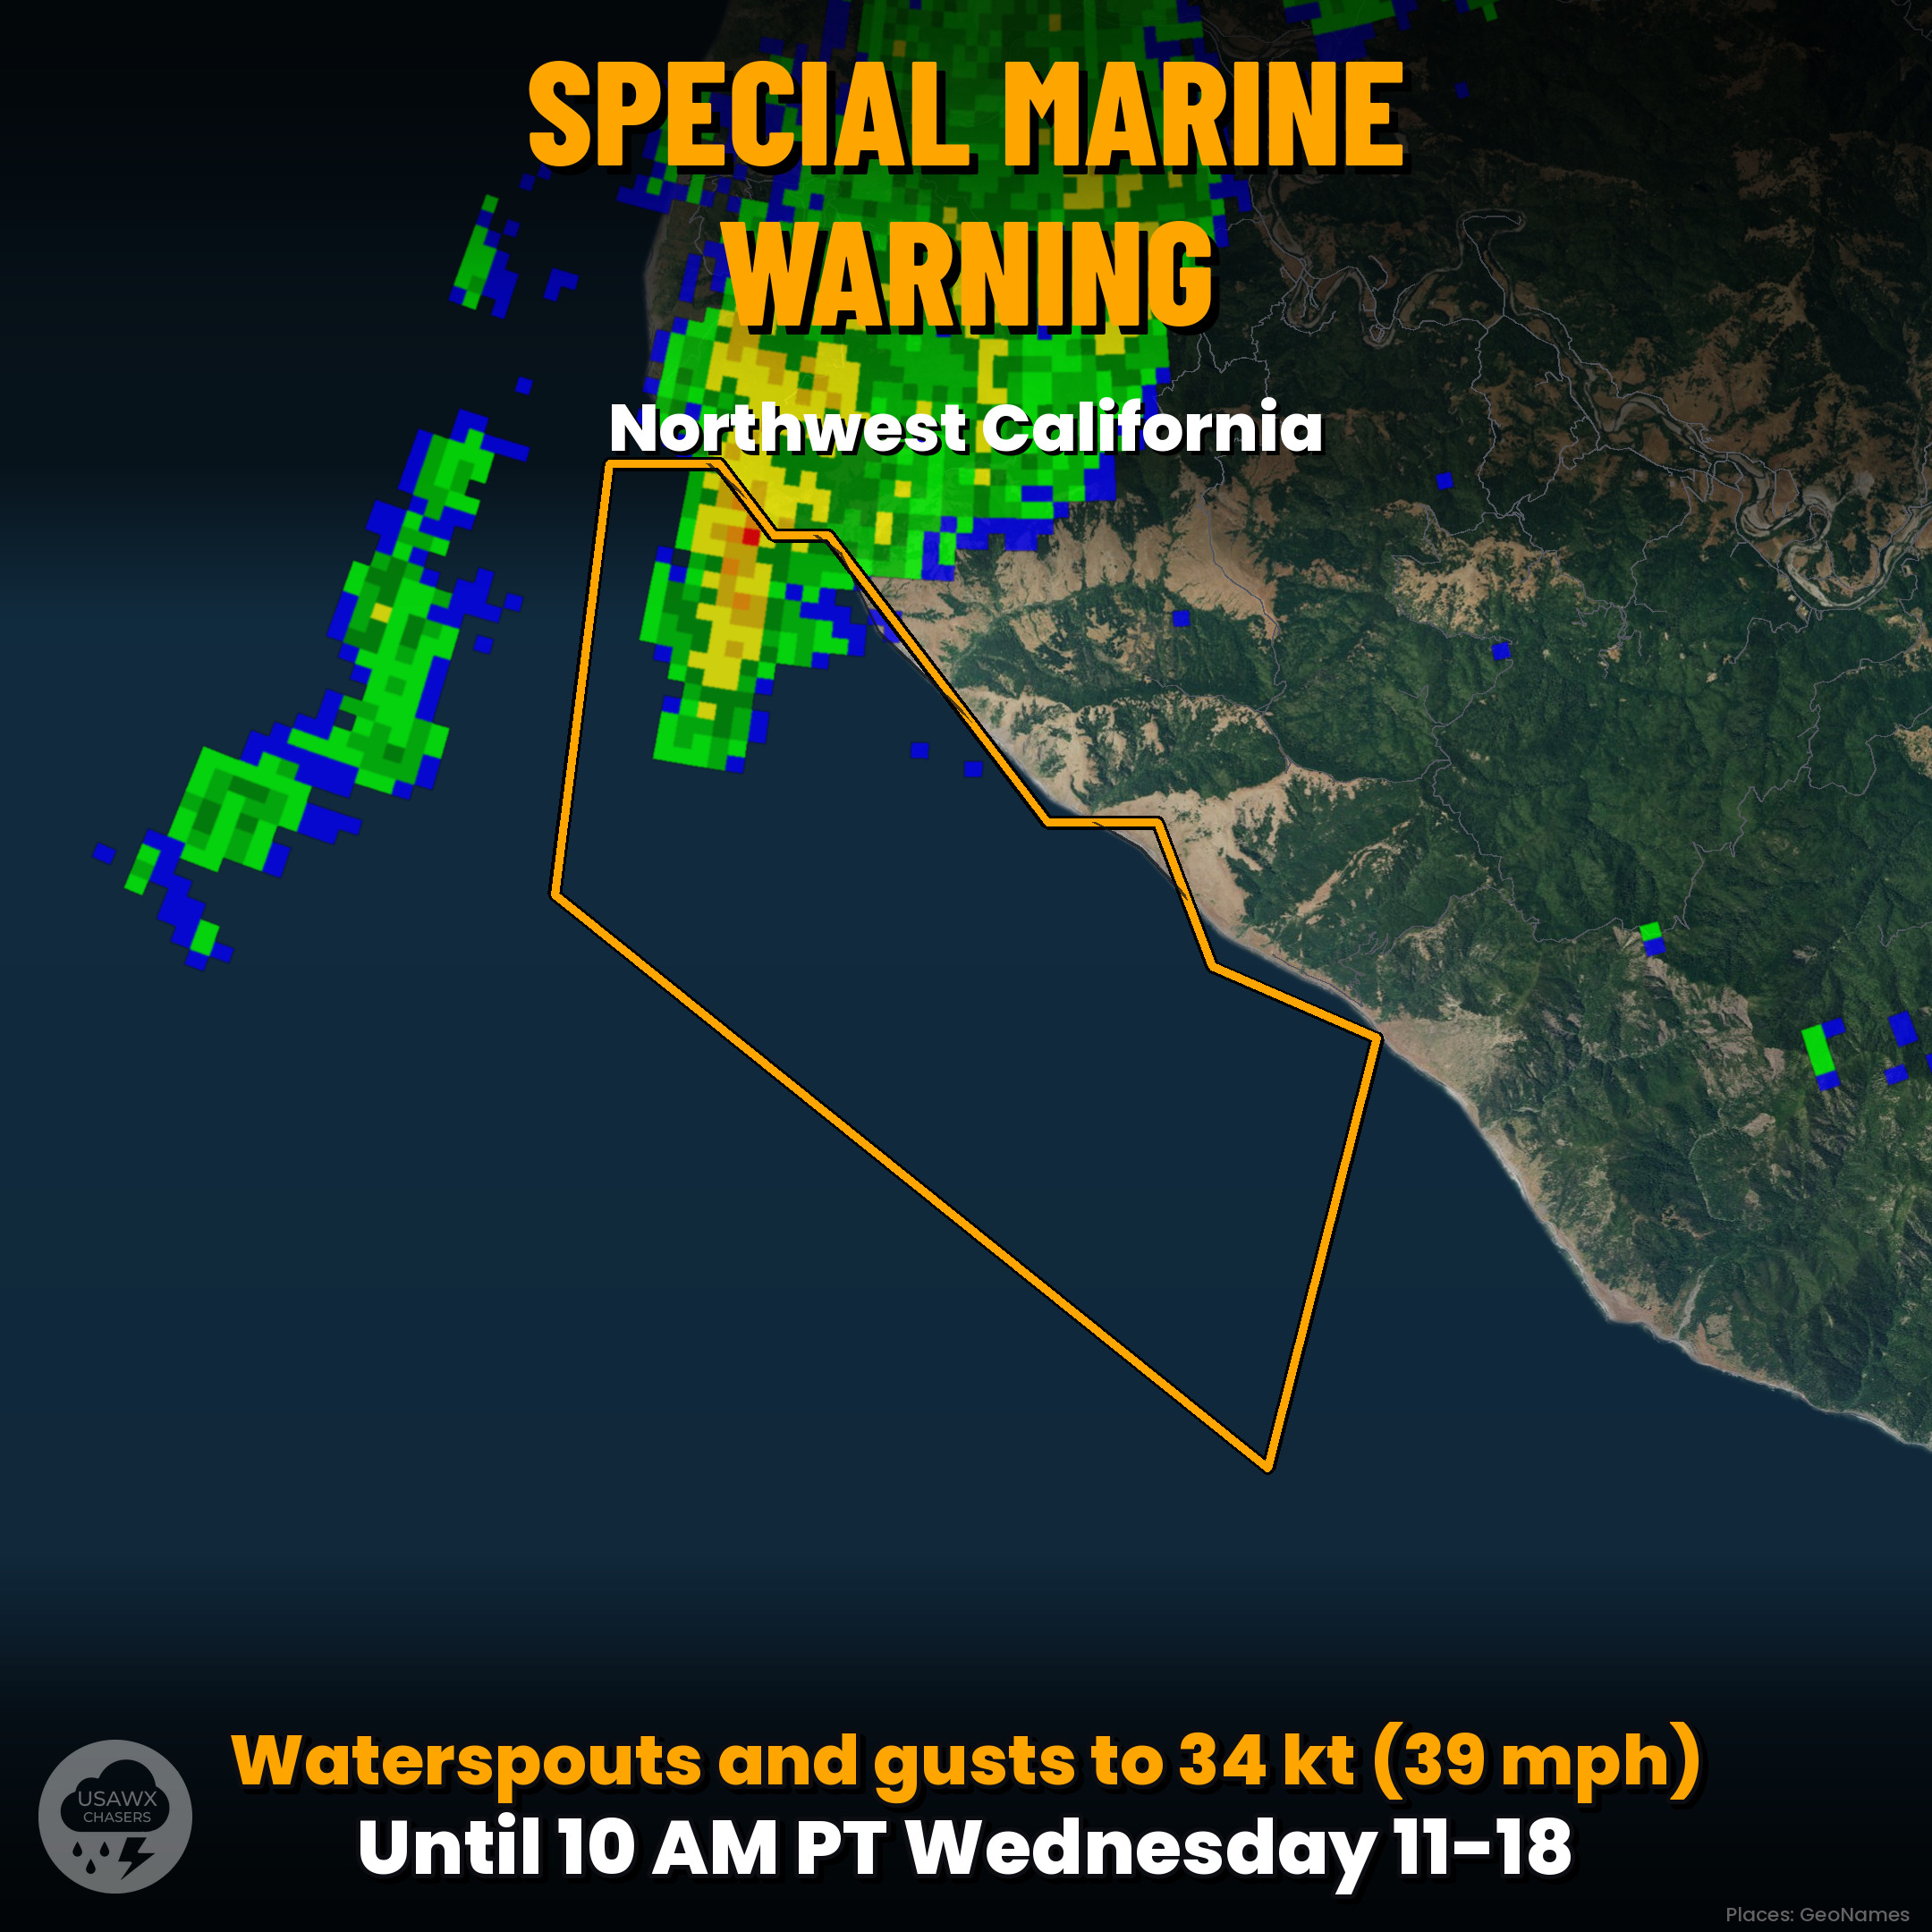 SPECIAL MARINE
WARNING
Northwest California
Waterspouts and gusts to 34 kt (39 mph)
Until 10 AM PT Wednesday 11-18
USAWX
CHASERS
Places: GeoNames